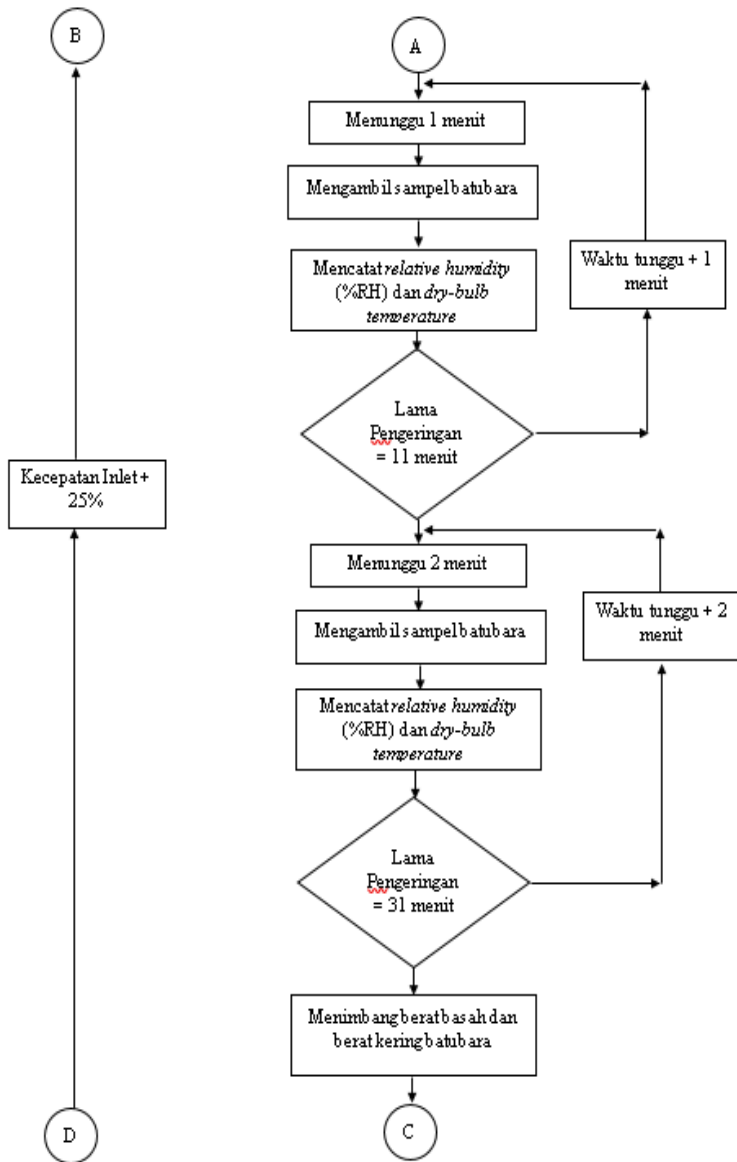 B
Kecepatan Inlet +
25%
D
A
Menunggu 1 menit
Mengambil sampel batubara
Mencatat relative humidity
(%RH) dan dry-bulb
temperature
Waktu tunggu + 1
menit
Lama
Pengeringan
= 11 menit
Menunggu 2 menit
Mengambil sampel batubara
Mencatat relative humidity
(%RH) dan dry-bulb
temperature
Waktu tunggu + 2
menit
Lama
Pengeringan
= 31 menit
Menimbang berat basah dan
berat kering batubara
C